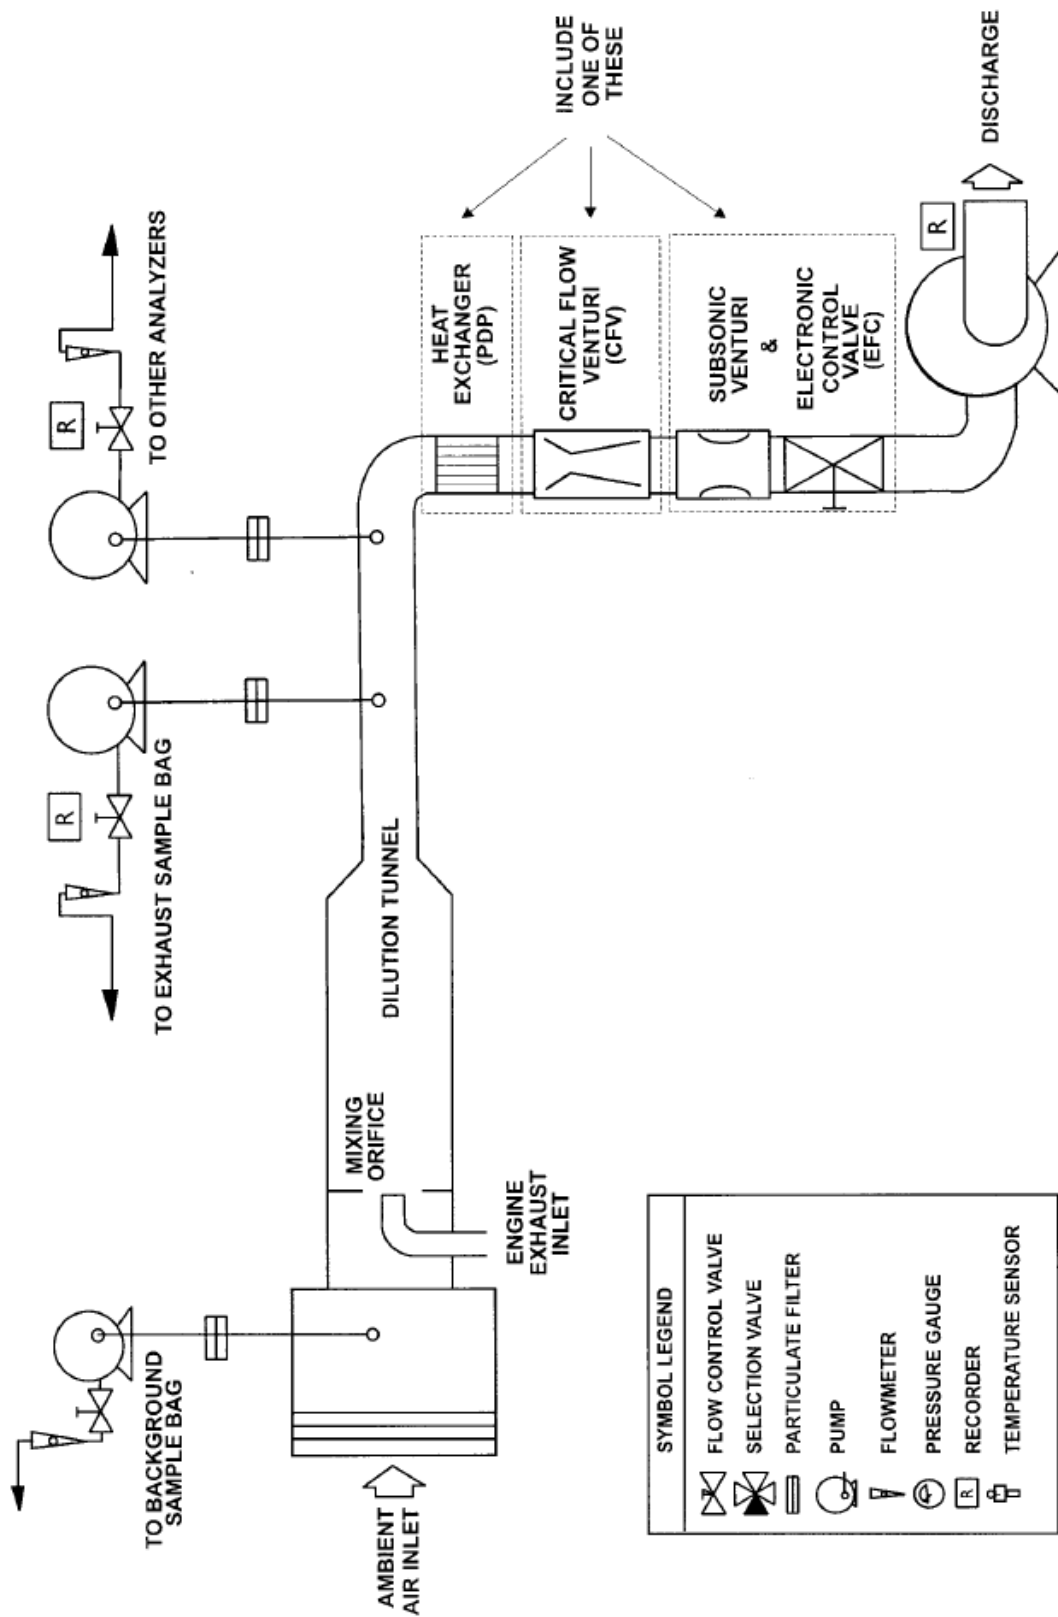 TO BACKGROUND
SAMPLE BAG
AMBIENT
AIR INLET
R
TO EXHAUST SAMPLE BAG
R
TO OTHER ANALYZERS
MIXING
ORIFICE
ENGINE
EXHAUST
INLET
DILUTION TUNNEL
INCLUDE
ONE OF
THESE
HEAT
EXCHANGER
(PDP)
CRITICAL FLOW
VENTURI
(CFV)
SUBSONIC
VENTURI
&
ELECTRONIC
CONTROL
VALVE
(EFC)
R
DISCHARGE
SYMBOL LEGEND
FLOW CONTROL VALVE
SELECTION VALVE
PARTICULATE FILTER
PUMP
FLOWMETER
PRESSURE GAUGE
R RECORDER
TEMPERATURE SENSOR